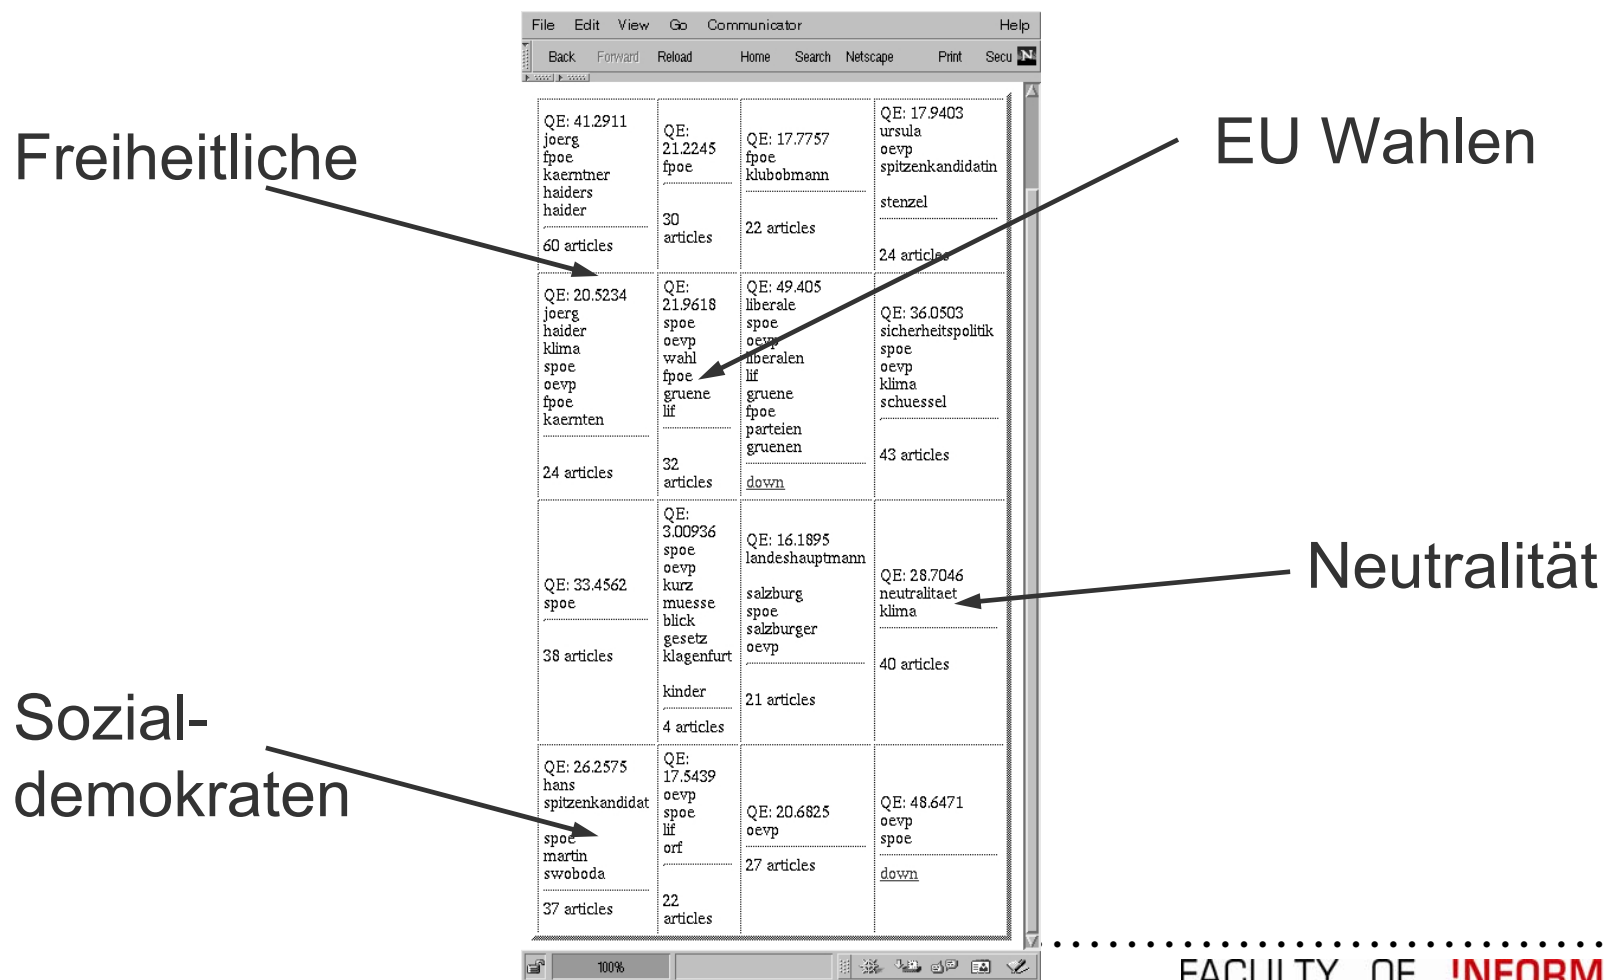 File Edit View Go Communicator Help
Back Forward Reload Home Search Netscape Print Secu N
Freiheitliche
EU Wahlen
Neutralität
Sozial-
demokraten
QE: 41.2911
joerg
fpoe
kaerntner
haiders
haider
60 articles
QE:
21.2245
fpoe
30
articles
QE: 17.7757
fpoe
klubobmann
22 articles
QE: 17.9403
ursula
oevp
spitzenkandidatin
stenzel
24 articles
QE: 20.5234
joerg
haider
klima
spoe
oevp
fpoe
kaernten
24 articles
QE:
21.9618
spoe
oevp
wahl
fpoe
gruene
lif
32
articles
QE: 49.405
liberale
spoe
oevp
liberalen
lif
gruene
fpoe
parteien
gruenen
down
QE: 36.0503
sicherheitspolitik
spoe
oevp
klima
schuessel
43 articles
QE: 33.4562
spoe
38 articles
QE:
3.00936
spoe
oevp
kurz
muesse
blick
gesetz
klagenfurt
kinder
4 articles
QE: 16.1895
landeshauptmann
salzburg
spoe
salzburger
oevp
21 articles
QE: 28.7046
neutralitaet
klima
40 articles
QE: 26.2575
hans
spitzenkandidat
spoe
martin
swoboda
37 articles
QE:
17.5439
oevp
spoe
lif
orf
22
articles
QE: 20.6825
oevp
27 articles
QE: 48.6471
oevp
spoe
down
100%
FACULTY OF !NFORM